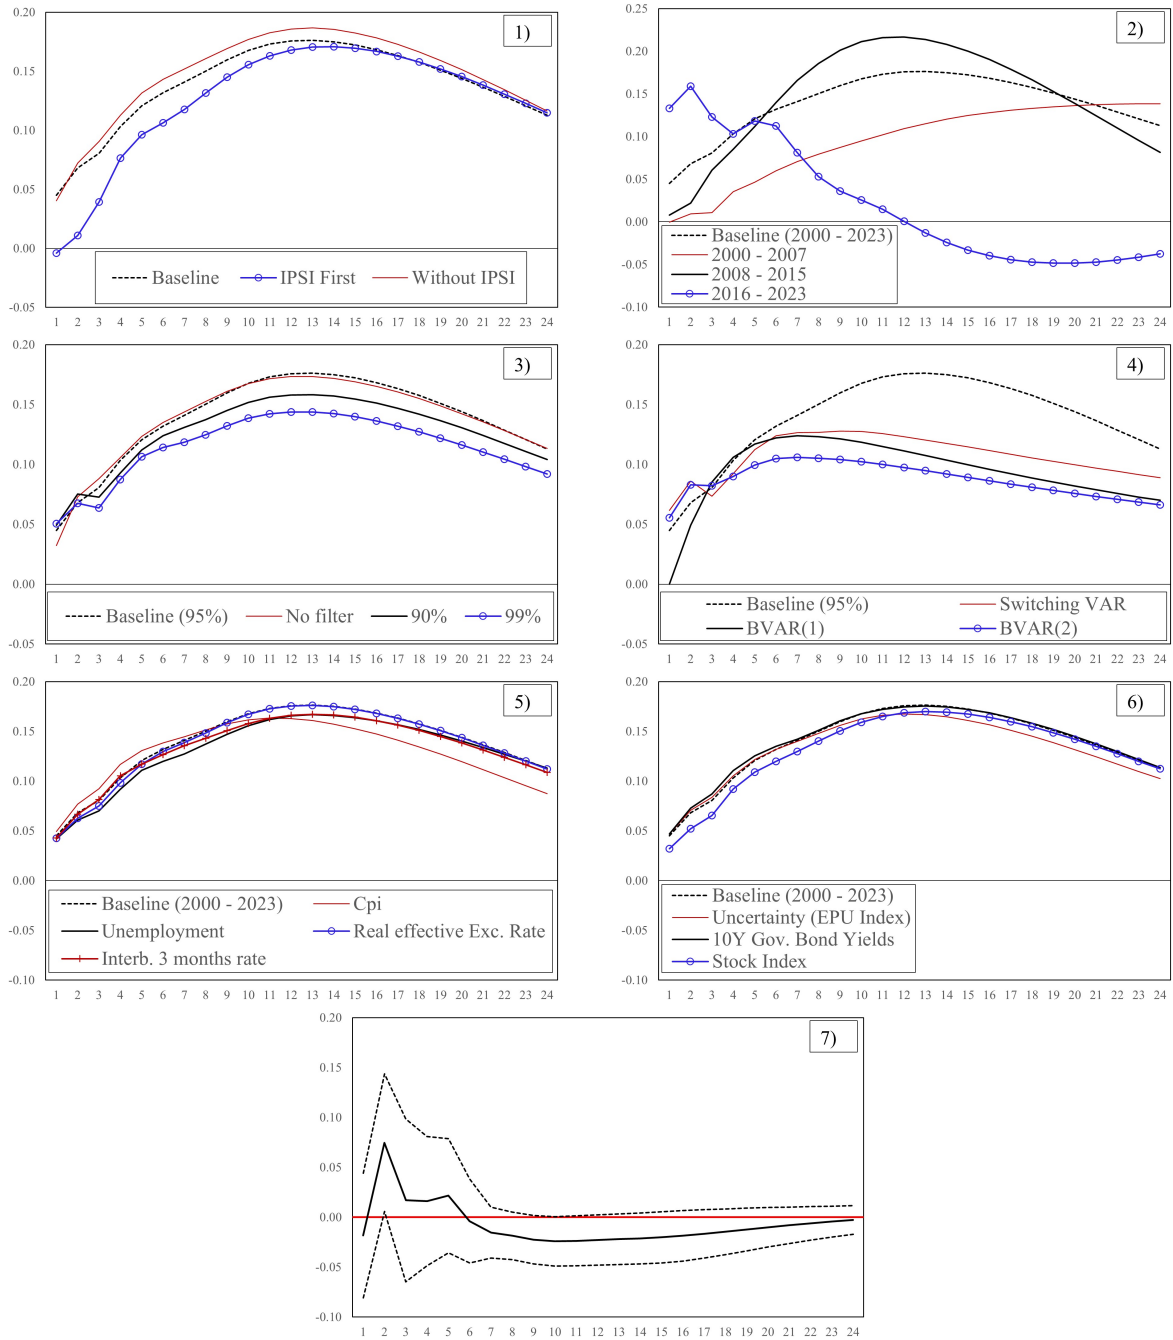 0.20
0.15
0.10
0.05
0.00
-0.05
1)
Baseline IPSI First Without IPSI
1 2 3 4 5 6 7 8 9 10 11 12 13 14 15 16 17 18 19 20 21 22 23 24
0.25
0.20
0.15
0.10
0.05
0.00
-0.05
-0.10
2)
Baseline (2000 - 2023)
2000 - 2007
2008 - 2015
2016 - 2023
1 2 3 4 5 6 7 8 9 10 11 12 13 14 15 16 17 18 19 20 21 22 23 24
0.20
0.15
0.10
0.05
0.00
-0.05
3)
Baseline (95%) No filter 90% 99%
1 2 3 4 5 6 7 8 9 10 11 12 13 14 15 16 17 18 19 20 21 22 23 24
0.20
0.15
0.10
0.05
0.00
-0.05
4)
Baseline (95%) Switching VAR
BVAR(1) BVAR(2)
1 2 3 4 5 6 7 8 9 10 11 12 13 14 15 16 17 18 19 20 21 22 23 24
0.20
0.15
0.10
0.05
0.00
-0.05
-0.10
5)
Baseline (2000 - 2023) Cpi
Unemployment Real effective Exc. Rate
Interb. 3 months rate
1 2 3 4 5 6 7 8 9 10 11 12 13 14 15 16 17 18 19 20 21 22 23 24
0.20
0.15
0.10
0.05
0.00
-0.05
-0.10
6)
Baseline (2000 - 2023)
Uncertainty (EPU Index)
10Y Gov. Bond Yields
Stock Index
1 2 3 4 5 6 7 8 9 10 11 12 13 14 15 16 17 18 19 20 21 22 23 24
0.20
0.15
0.10
0.05
0.00
-0.05
-0.10
7)
1 2 3 4 5 6 7 8 9 10 11 12 13 14 15 16 17 18 19 20 21 22 23 24